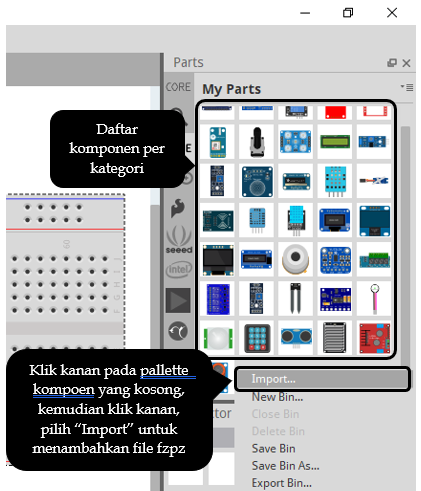 Parts
CORE
My Parts
Daftar
komponen per
kategori
E
seeed
intel
Klik kanan pada pallette
kompoen yang kosong,
kemudian klik kanan,
pilih “Import” untuk
menambahkan file fzpz
Import...
New Bin...
Close Bin
Delete Bin
Save Bin
Save Bin As...
Export Bin...
ctor